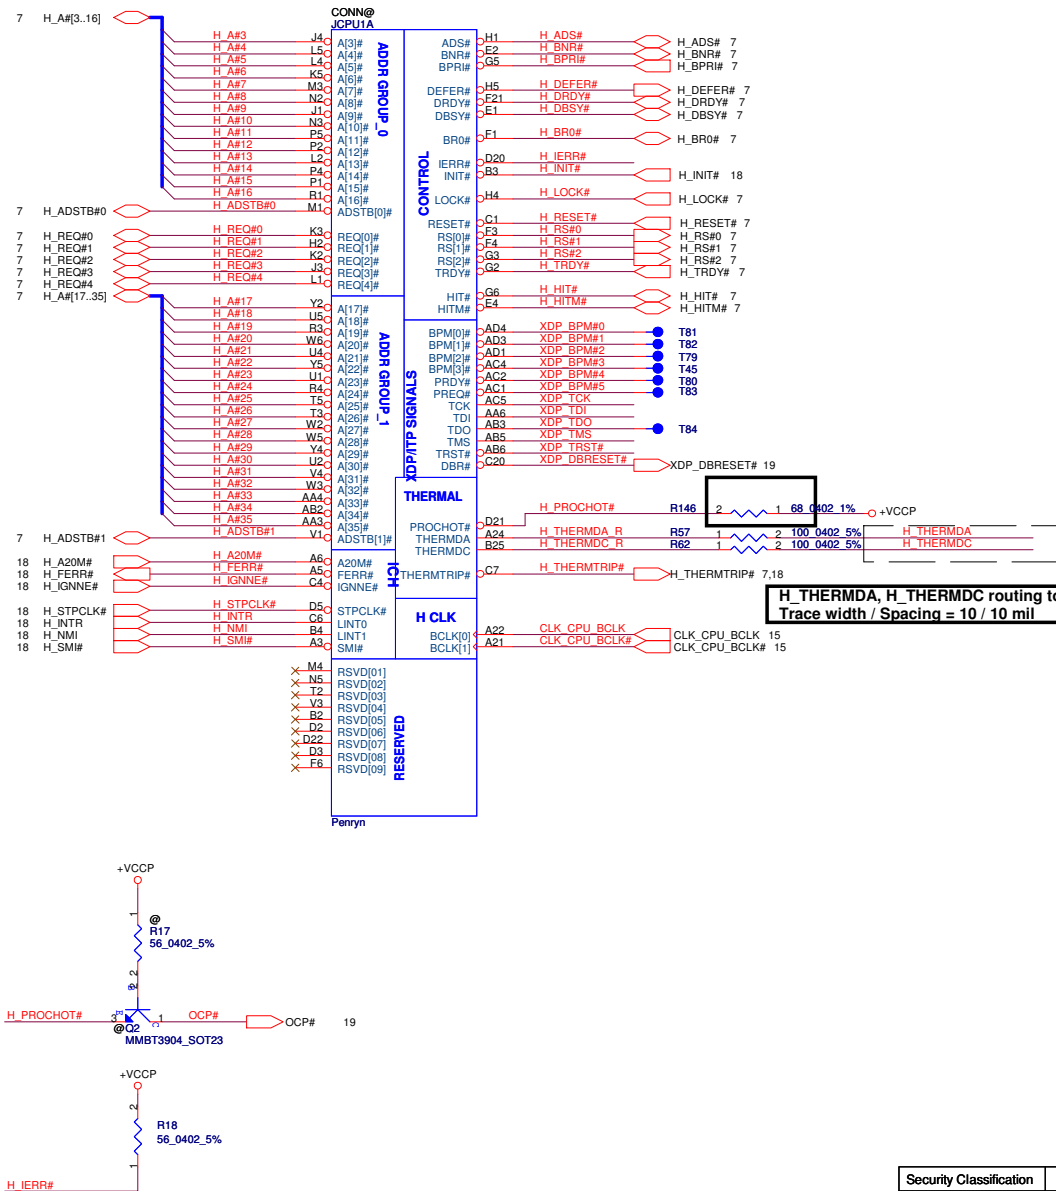 CONN@
JCPU1A
7 H_A#[3..16]
H_A#3 J4 A[3]#
H_A#4 L5 A[4]#
H_A#5 L4 A[5]#
H_A#6 K5 A[6]#
H_A#7 M3 A[7]#
H_A#8 N2 A[8]#
H_A#9 J1 A[9]#
H_A#10 N3 A[10]#
H_A#11 P5 A[11]#
H_A#12 P2 A[12]#
H_A#13 L2 A[13]#
H_A#14 P4 A[14]#
H_A#15 P1 A[15]#
H_A#16 R1 A[16]#
7 H_ADSTB#0 H_ADSTB#0 M1 ADSTB[0]#
7 H_REQ#0 H_REQ#0 K3 REQ[0]#
7 H_REQ#1 H_REQ#1 H2 REQ[1]#
7 H_REQ#2 H_REQ#2 K2 REQ[2]#
7 H_REQ#3 H_REQ#3 J3 REQ[3]#
7 H_REQ#4 H_REQ#4 L1 REQ[4]#
7 H_A#[17..35]
H_A#17 Y2 A[17]#
H_A#18 U5 A[18]#
H_A#19 R3 A[19]#
H_A#20 W6 A[20]#
H_A#21 U4 A[21]#
H_A#22 Y5 A[22]#
H_A#23 U1 A[23]#
H_A#24 R4 A[24]#
H_A#25 T5 A[25]#
H_A#26 T3 A[26]#
H_A#27 W2 A[27]#
H_A#28 W5 A[28]#
H_A#29 Y4 A[29]#
H_A#30 U2 A[30]#
H_A#31 V4 A[31]#
H_A#32 W3 A[32]#
H_A#33 AA4 A[33]#
H_A#34 AB2 A[34]#
H_A#35 AA3 A[35]#
7 H_ADSTB#1 H_ADSTB#1 V1 ADSTB[1]#
18 H_A20M# H_A20M# A6 A20M#
18 H_FERR# H_FERR# A5 FERR#
18 H_IGNNE# H_IGNNE# C4 IGNNE#
18 H_STPCLK# H_STPCLK# D5 STPCLK#
18 H_INTR H_INTR C6 LINT0
18 H_NMI H_NMI B4 LINT1
18 H_SMI# H_SMI# A3 SMI#
M4 RSVD[01]
N5 RSVD[02]
T2 RSVD[03]
V3 RSVD[04]
B2 RSVD[05]
D2 RSVD[06]
D22 RSVD[07]
D3 RSVD[08]
F6 RSVD[09]
ADDR GROUP_0
ADDR GROUP_1
ICH
RESERVED
CONTROL
XDP/ITP SIGNALS
THERMAL
H CLK
ADS# H1 H_ADS# H_ADS# 7
BNR# E2 H_BNR# H_BNR# 7
BPRI# G5 H_BPRI# H_BPRI# 7
DEFER# H5 H_DEFER# H_DEFER# 7
DRDY# F21 H_DRDY# H_DRDY# 7
DBSY# E1 H_DBSY# H_DBSY# 7
BR0# F1 H_BR0# H_BR0# 7
IERR# D20 H_IERR#
INIT# B3 H_INIT# H_INIT# 18
LOCK# H4 H_LOCK# H_LOCK# 7
RESET# C1 H_RESET# H_RESET# 7
RS[0]# F3 H_RS#0 H_RS#0 7
RS[1]# F4 H_RS#1 H_RS#1 7
RS[2]# G3 H_RS#2 H_RS#2 7
TRDY# G2 H_TRDY# H_TRDY# 7
HIT# G6 H_HIT# H_HIT# 7
HITM# E4 H_HITM# H_HITM# 7
BPM[0]# AD4 XDP_BPM#0 T81
BPM[1]# AD3 XDP_BPM#1 T82
BPM[2]# AD1 XDP_BPM#2 T79
BPM[3]# AC4 XDP_BPM#3 T45
PRDY# AC2 XDP_BPM#4 T80
PREQ# AC1 XDP_BPM#5 T83
TCK AC5 XDP_TCK
TDI AA6 XDP_TDI
TDO AB3 XDP_TDO T84
TMS AB5 XDP_TMS
TRST# AB6 XDP_TRST#
DBR# C20 XDP_DBRESET# XDP_DBRESET# 19
PROCHOT# D21 H_PROCHOT# R146 2 1 68_0402_1% +VCCP
THERMDA A24 H_THERMDA_R R57 1 2 100_0402_5% H_THERMDA
THERMDC B25 H_THERMDC_R R62 1 2 100_0402_5% H_THERMDC
THERMTRIP# C7 H_THERMTRIP# H_THERMTRIP# 7,18
H_THERMDA, H_THERMDC routing to
Trace width / Spacing = 10 / 10 mil
BCLK[0] A22 CLK_CPU_BCLK CLK_CPU_BCLK 15
BCLK[1] A21 CLK_CPU_BCLK# CLK_CPU_BCLK# 15
Penryn
+VCCP
1
@
R17
56_0402_5%
2
2
B
H_PROCHOT# 3 E C 1 OCP# OCP# 19
@ Q2
MMBT3904_SOT23
+VCCP
2
R18
56_0402_5%
1
H_IERR#
Security Classification